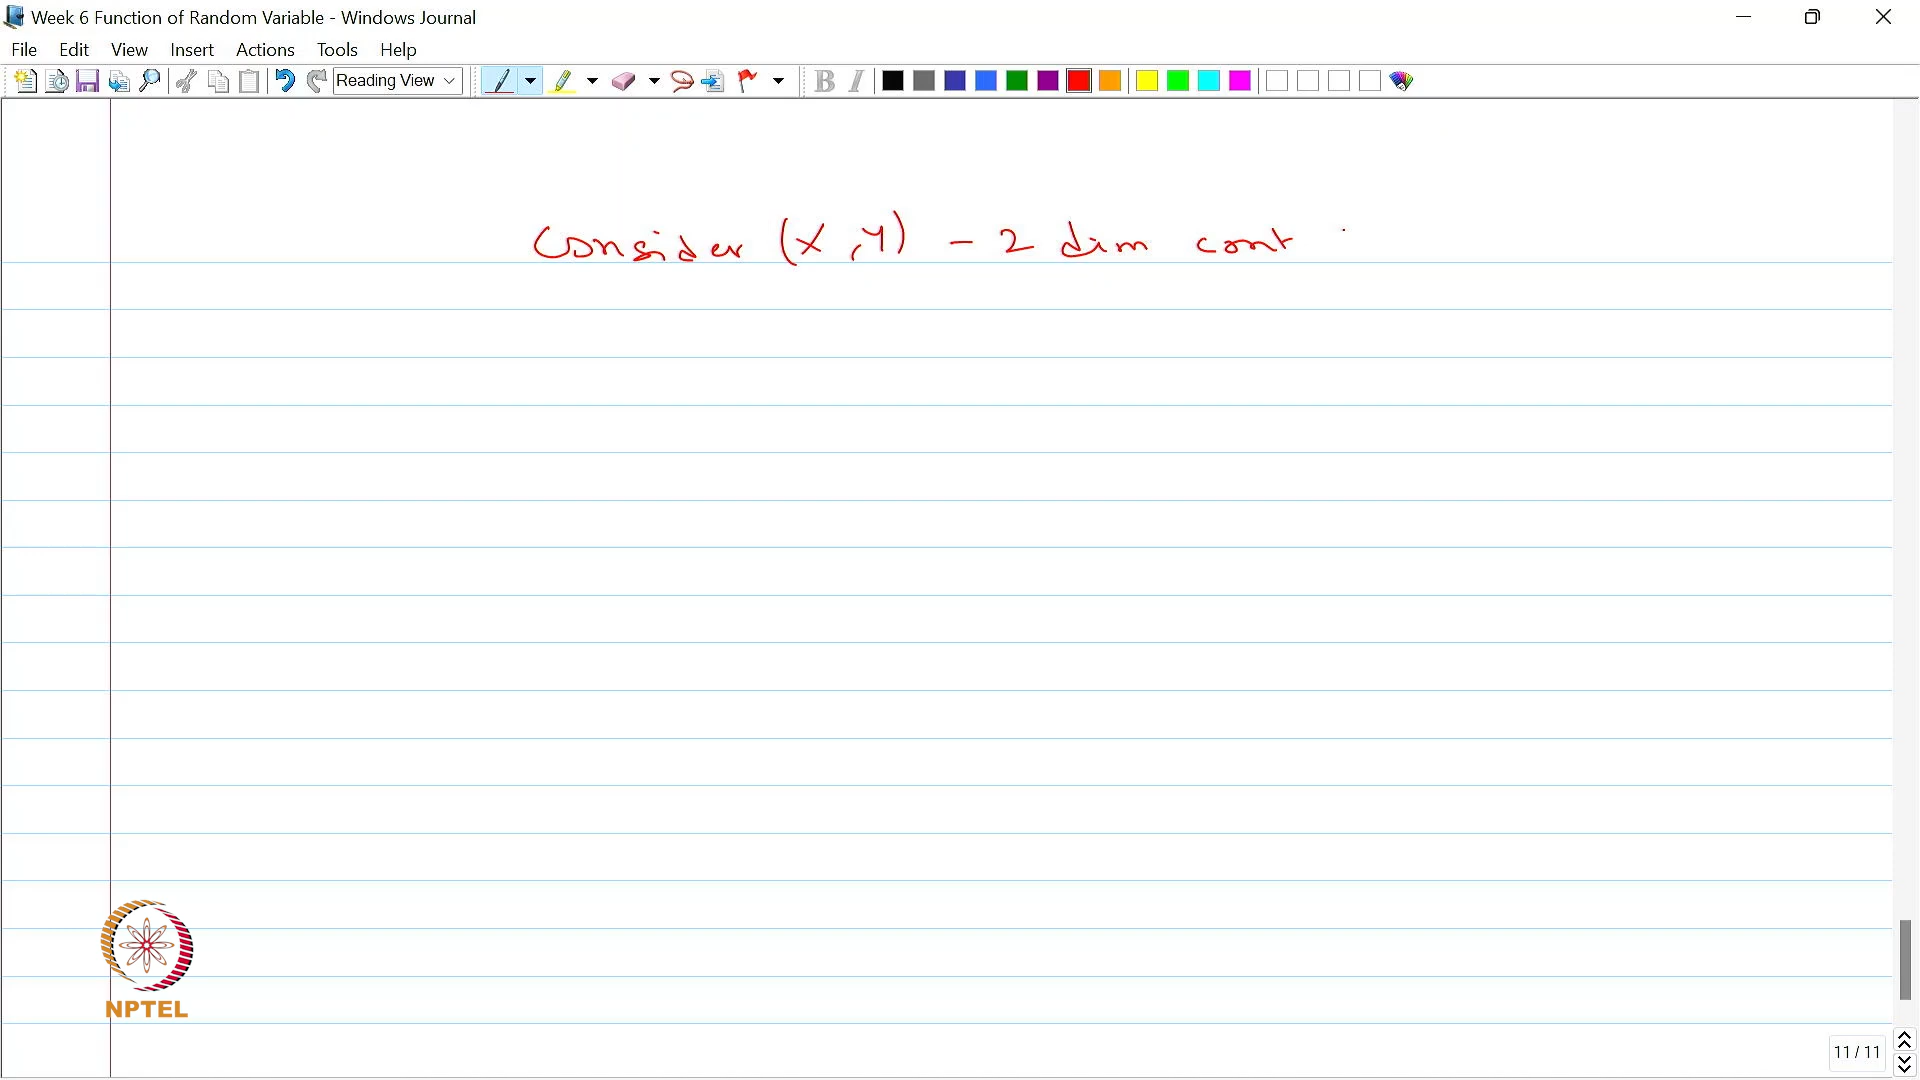 Week 6 Function of Random Variable - Windows Journal
File Edit View Insert Actions Tools Help
Reading View B I
Consider (X, Y) - 2 dim cont
NPTEL
11 / 11